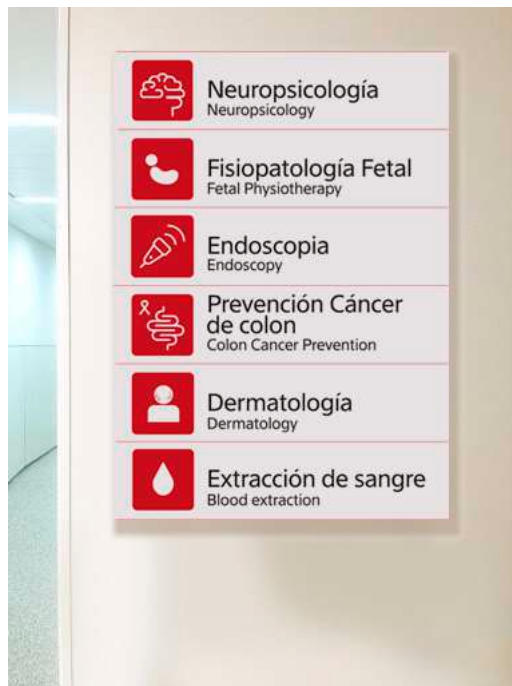 Neuropsicología
Neuropsicology
Fisiopatología Fetal
Fetal Physiotherapy
Endoscopia
Endoscopy
Prevención Cáncer
de colon
Colon Cancer Prevention
Dermatología
Dermatology
Extracción de sangre
Blood extraction